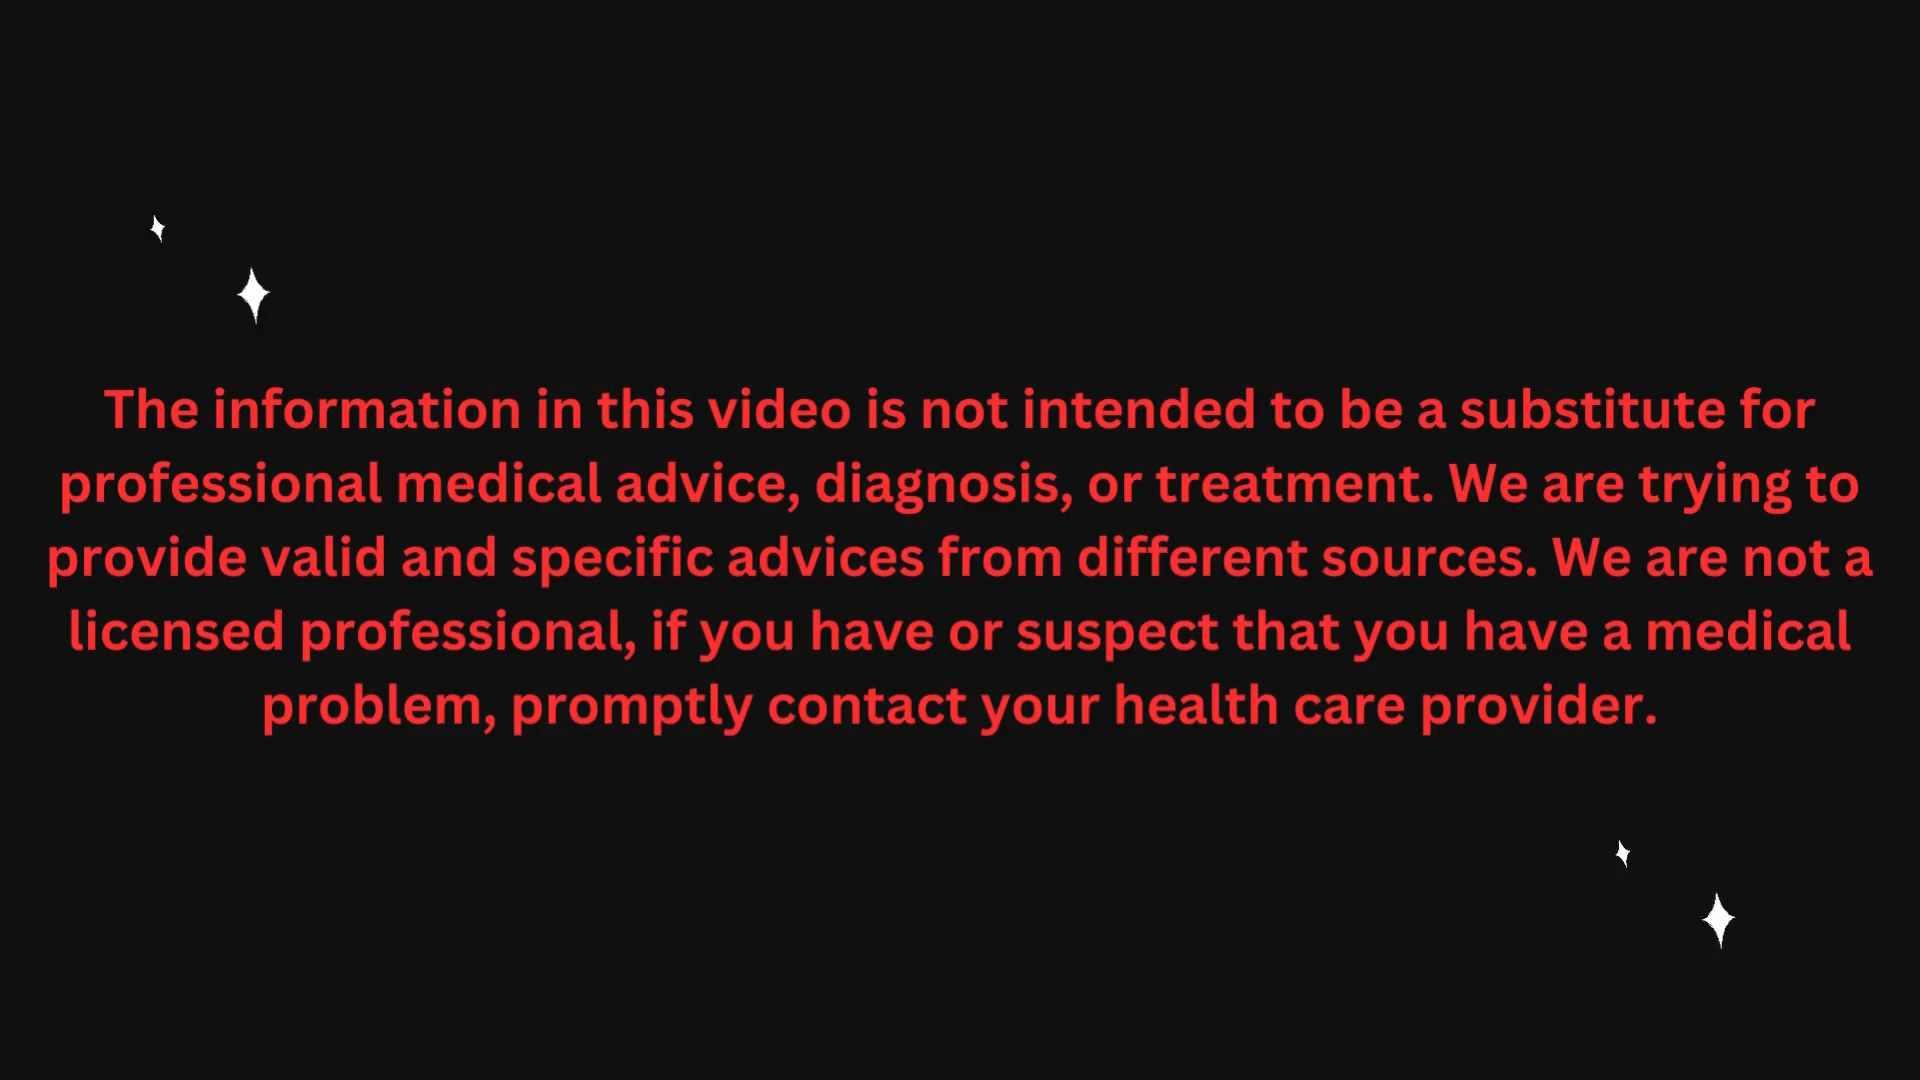 The information in this video is not intended to be a substitute for
professional medical advice, diagnosis, or treatment. We are trying to
provide valid and specific advices from different sources. We are not a
licensed professional, if you have or suspect that you have a medical
problem, promptly contact your health care provider.